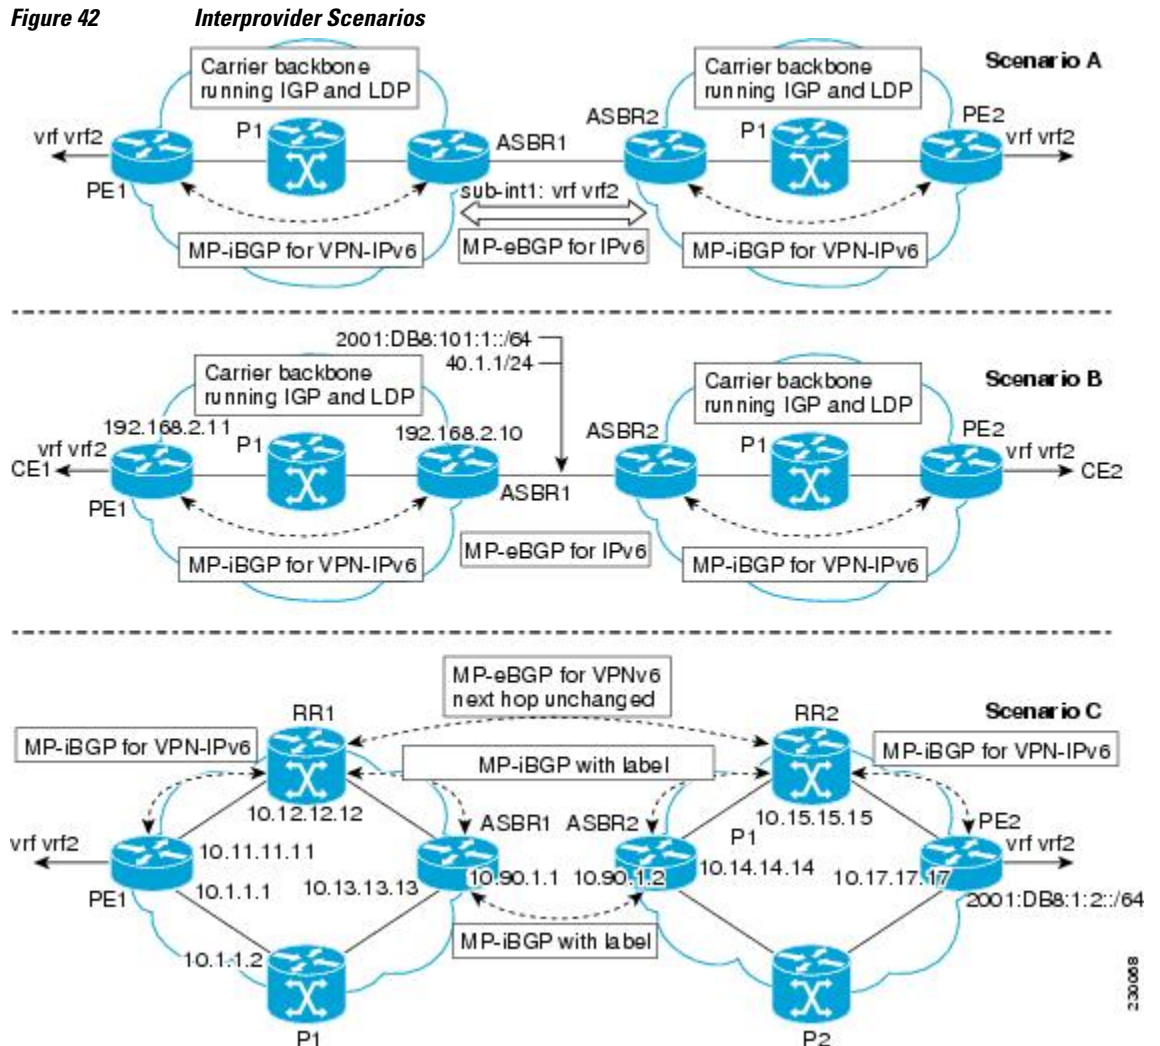 Figure 42 Interprovider Scenarios
Scenario A
Carrier backbone
running IGP and LDP
Carrier backbone
running IGP and LDP
P1
ASBR1
ASBR2
P1
PE2
vrf vrf2
PE1
vrf vrf2
sub-int1: vrf vrf2
MP-iBGP for VPN-IPv6
MP-eBGP for IPv6
MP-iBGP for VPN-IPv6
2001:DB8:101:1::/64
40.1.1/24
Scenario B
Carrier backbone
running IGP and LDP
Carrier backbone
running IGP and LDP
192.168.2.11
P1
192.168.2.10
ASBR2
P1
PE2
vrf vrf2
CE1
PE1
ASBR1
vrf vrf2
CE2
MP-iBGP for VPN-IPv6
MP-eBGP for IPv6
MP-iBGP for VPN-IPv6
MP-eBGP for VPNv6
next hop unchanged
Scenario C
RR1
RR2
MP-iBGP for VPN-IPv6
MP-iBGP with label
MP-iBGP for VPN-IPv6
10.12.12.12
10.15.15.15
ASBR1
ASBR2
P1
PE2
vrf vrf2
10.11.11.11
10.1.1.1
PE1
10.13.13.13
10.90.1.1
10.90.1.2
10.14.14.14
10.17.17.17
vrf vrf2
2001:DB8:1:2::/64
MP-iBGP with label
10.1.1.2
P1
P2
230068